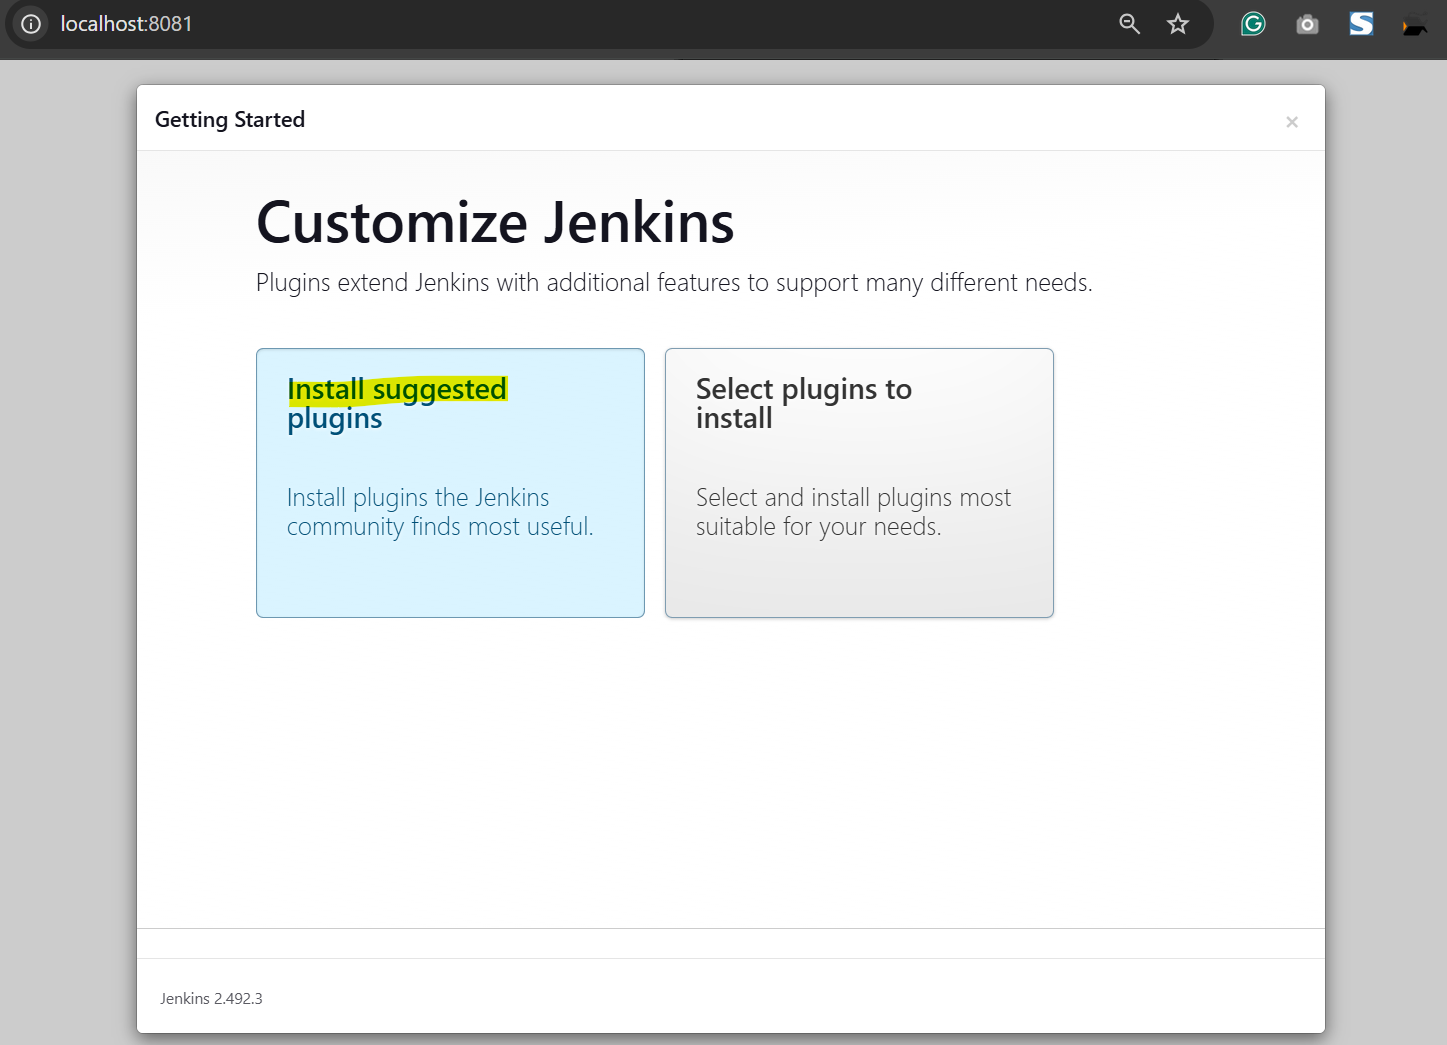 localhost:8081
Getting Started
×
Customize Jenkins
Plugins extend Jenkins with additional features to support many different needs.
Install suggested
plugins
Install plugins the Jenkins
community finds most useful.
Select plugins to
install
Select and install plugins most
suitable for your needs.
Jenkins 2.492.3